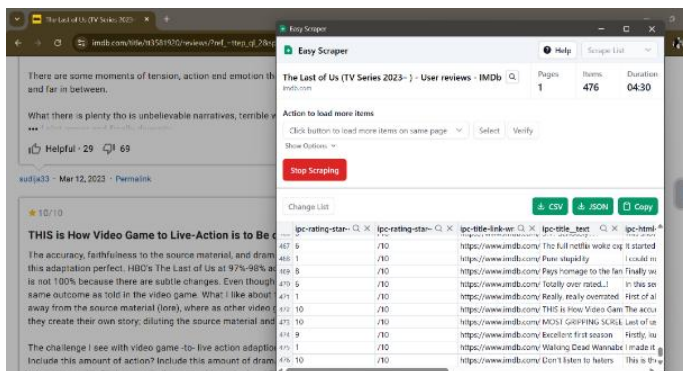 The Last of Us (TV Series 2023-
imdb.com/title/tt3581920/reviews/?ref_=ttep_ql_2&sp
There are some moments of tension, action end emotion th
and far in between.
What there is plenty tho is unbelievable narratives, terrible w
Helpful · 29 69
sudija33 · Mar 12, 2023 · Permalink
10/10
THIS is How Video Game to Live-Action is to Be
The accuracy, faithfulness to the source material, and dram
this adaptation perfect. HBO's The Last of Us at 97%-98% ac
is not 100% because there are subtle changes. Even though
same outcome as told in the video game. What I like about
away from the source material (lore), where as other video g
they create their own story; diluting the source material and
The challenge I see with video game -to- live action adaption
Include this amount of action? Include this amount of dram
Easy Scraper
Easy Scraper
Help Scrape List
The Last of Us (TV Series 2023– ) - User reviews - IMDb
imdb.com
Pages Items Duration
1 476 04:30
Action to load more items
Click button to load more items on same page Select Verify
Show Options
Stop Scraping
Change List
CSV JSON Copy
ipc-rating-star-- ipc-rating-star-- ipc-title-link-wr ipc-title__text ipc-html-
467 6 /10 https://www.imdb.com/ The full netflix woke exp It started
468 1 /10 https://www.imdb.com/ Pure stupidity I could n
469 8 /10 https://www.imdb.com/ Pays homage to the fan Finally we
470 6 /10 https://www.imdb.com/ Totally over rated...! In this se
471 1 /10 https://www.imdb.com/ Really, really overrated First of al
472 10 /10 https://www.imdb.com/ THIS is How Video Gam The accu
473 10 /10 https://www.imdb.com/ MOST GRIPPING SCREE Last of us
474 9 /10 https://www.imdb.com/ Excellent first season Firstly, ku
475 1 /10 https://www.imdb.com/ Walking Dead Wannabe I made it
476 10 /10 https://www.imdb.com/ Don't listen to haters This is th